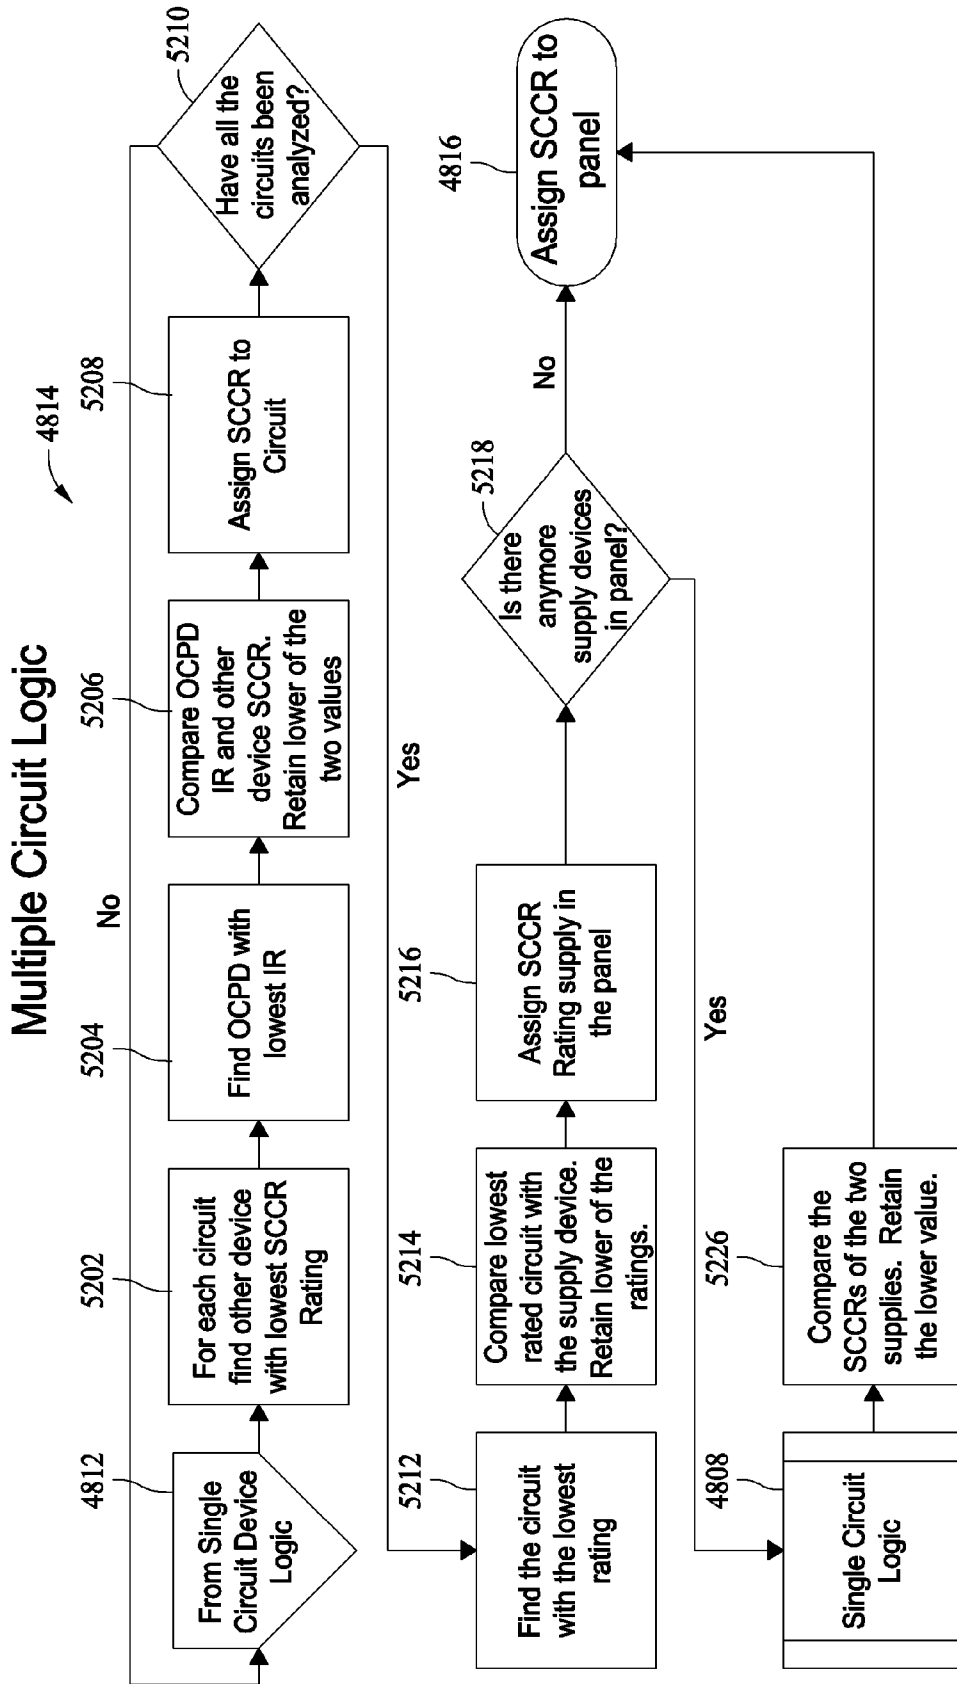 Multiple Circuit Logic
4814
No
4812
From Single
Circuit Device
Logic
5202
For each circuit
find other device
with lowest SCCR
Rating
5204
Find OCPD with
lowest IR
5206
Compare OCPD
IR and other
device SCCR.
Retain lower of the
two values
5208
Assign SCCR to
Circuit
5210
Have all the
circuits been
analyzed?
Yes
5212
Find the circuit
with the lowest
rating
5214
Compare lowest
rated circuit with
the supply device.
Retain lower of the
ratings.
5216
Assign SCCR
Rating supply in
the panel
5218
Is there
anymore
supply devices
in panel?
No
4816
Assign SCCR to
panel
Yes
4808
Single Circuit
Logic
5226
Compare the
SCCRs of the two
supplies. Retain
the lower value.